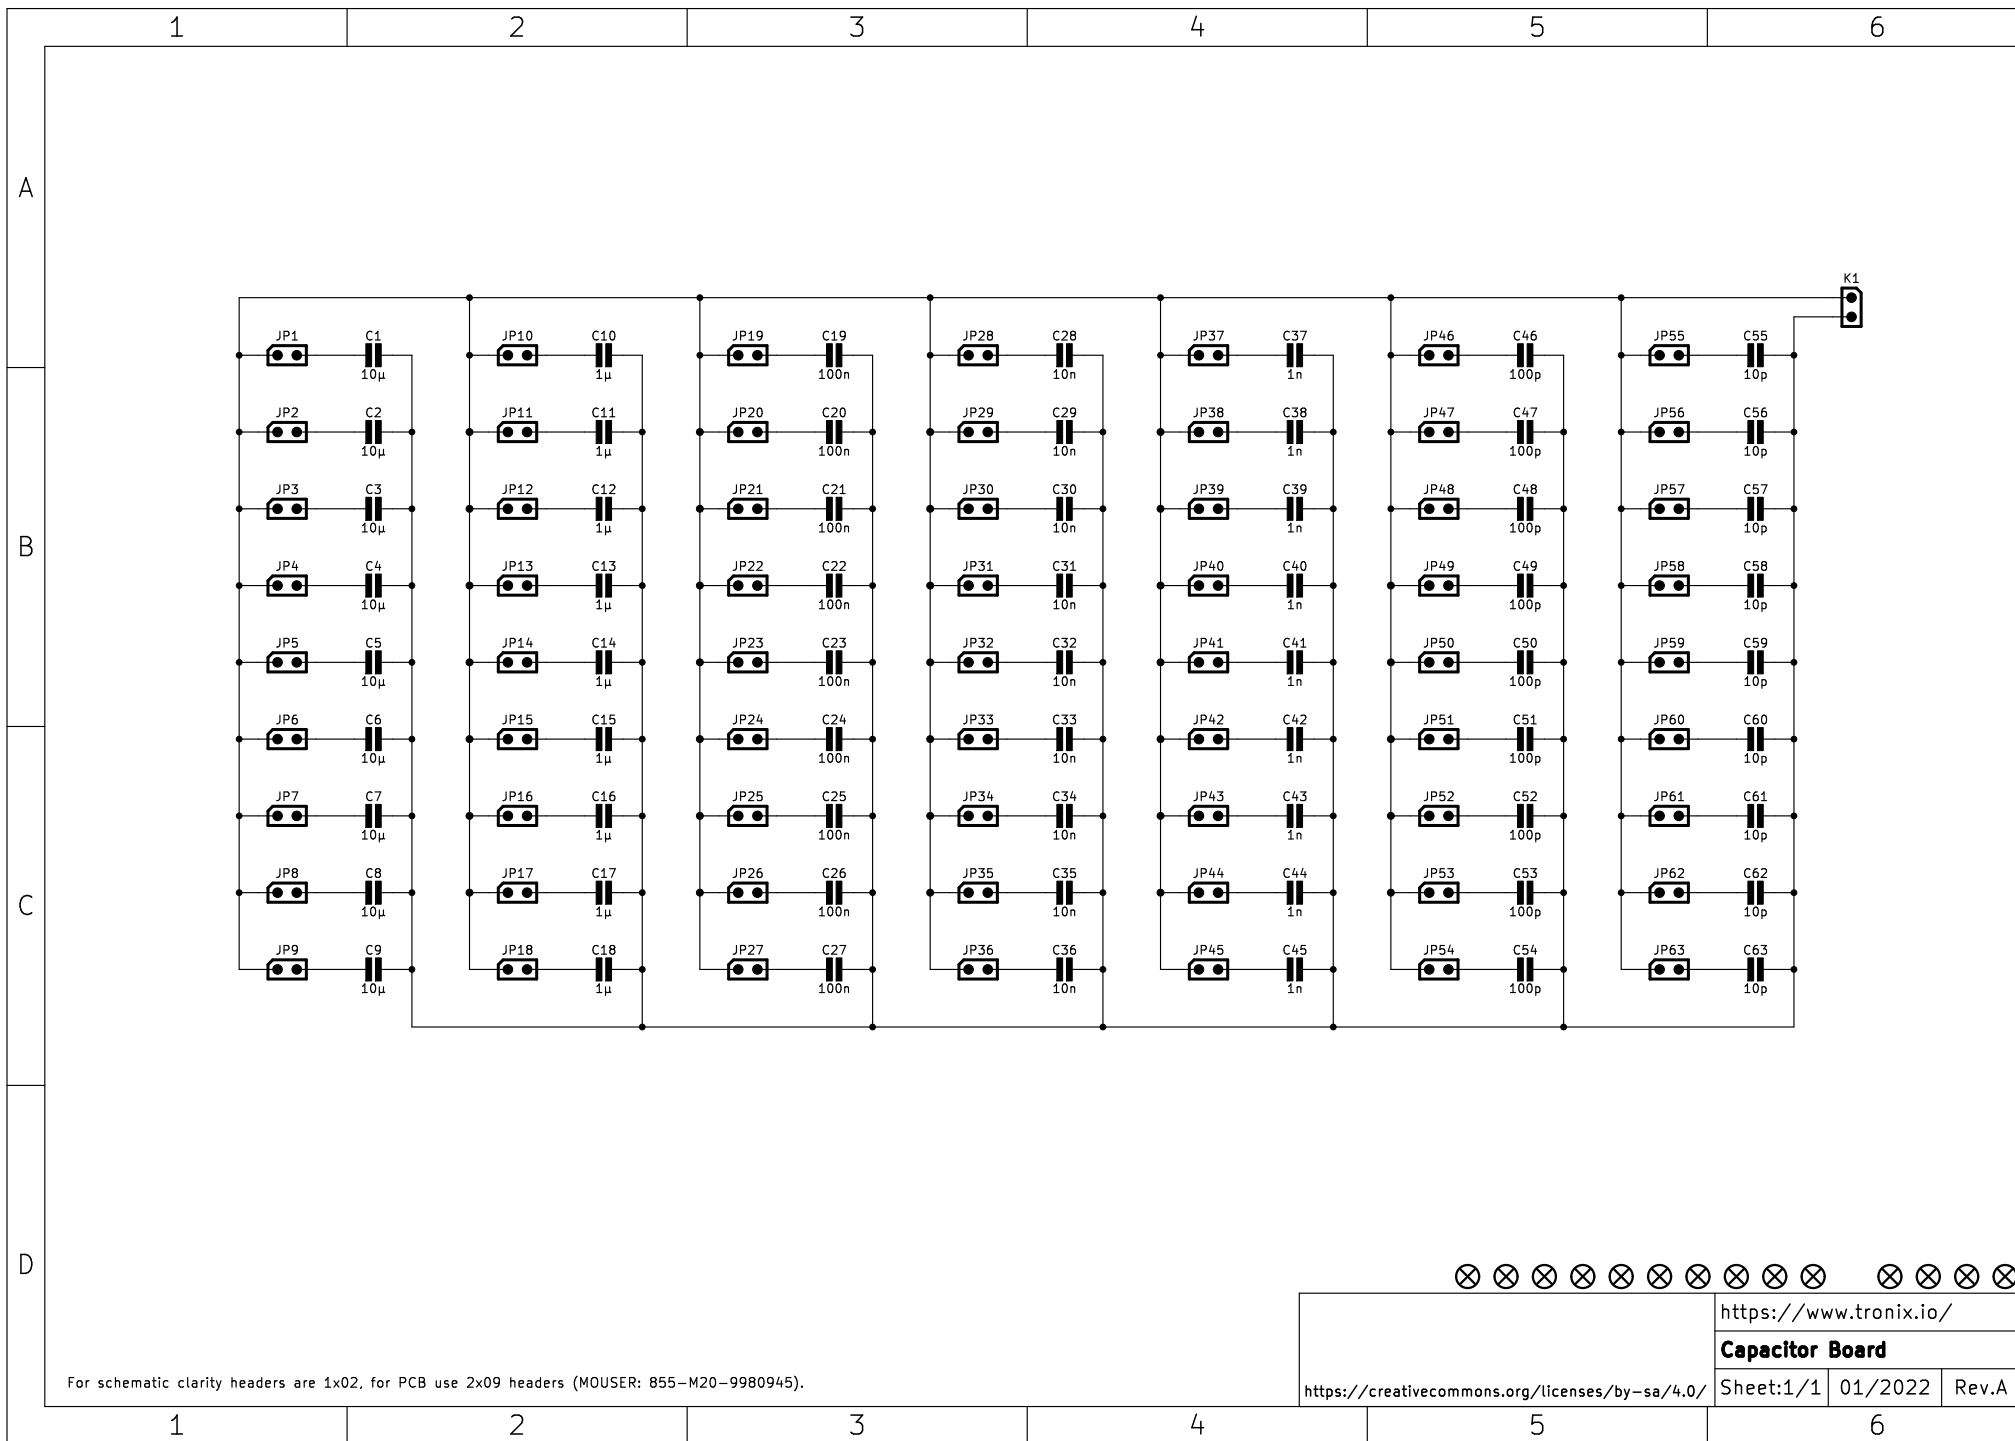 1 2 3 4 5 6
A
K1
JP1 C1 JP10 C10 JP19 C19 JP28 C28 JP37 C37 JP46 C46 JP55 C55
10µ 1µ 100n 10n 1n 100p 10p
JP2 C2 JP11 C11 JP20 C20 JP29 C29 JP38 C38 JP47 C47 JP56 C56
10µ 1µ 100n 10n 1n 100p 10p
JP3 C3 JP12 C12 JP21 C21 JP30 C30 JP39 C39 JP48 C48 JP57 C57
10µ 1µ 100n 10n 1n 100p 10p
B
JP4 C4 JP13 C13 JP22 C22 JP31 C31 JP40 C40 JP49 C49 JP58 C58
10µ 1µ 100n 10n 1n 100p 10p
JP5 C5 JP14 C14 JP23 C23 JP32 C32 JP41 C41 JP50 C50 JP59 C59
10µ 1µ 100n 10n 1n 100p 10p
JP6 C6 JP15 C15 JP24 C24 JP33 C33 JP42 C42 JP51 C51 JP60 C60
10µ 1µ 100n 10n 1n 100p 10p
JP7 C7 JP16 C16 JP25 C25 JP34 C34 JP43 C43 JP52 C52 JP61 C61
10µ 1µ 100n 10n 1n 100p 10p
JP8 C8 JP17 C17 JP26 C26 JP35 C35 JP44 C44 JP53 C53 JP62 C62
C
10µ 1µ 100n 10n 1n 100p 10p
JP9 C9 JP18 C18 JP27 C27 JP36 C36 JP45 C45 JP54 C54 JP63 C63
10µ 1µ 100n 10n 1n 100p 10p
D
https://www.tronix.io/
Capacitor Board
For schematic clarity headers are 1x02, for PCB use 2x09 headers (MOUSER: 855-M20-9980945).
https://creativecommons.org/licenses/by-sa/4.0/
Sheet:1/1 01/2022 Rev.A
1 2 3 4 5 6